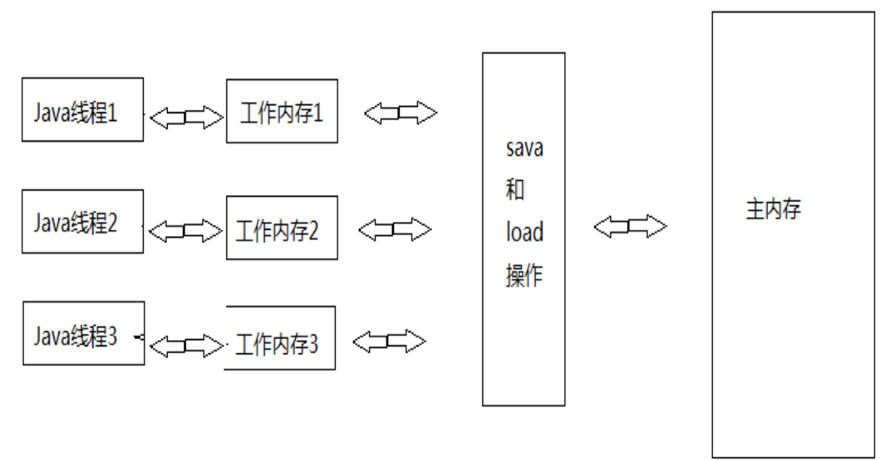 Java线程1
工作内存1
Java线程2
工作内存2
Java线程3
工作内存3
sava
和
load
操作
主内存